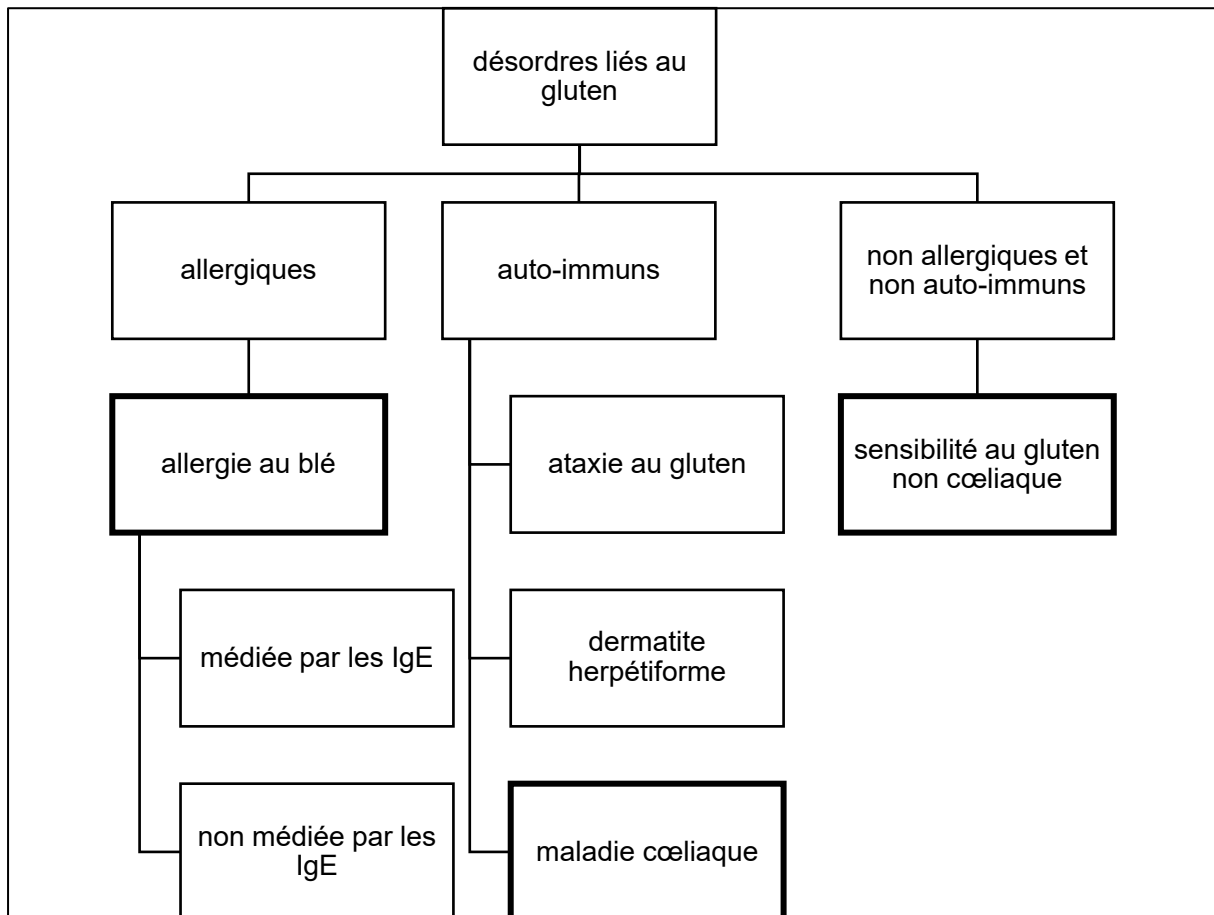 désordres liés au
gluten
allergiques
auto-immuns
non allergiques et
non auto-immuns
allergie au blé
ataxie au gluten
sensibilité au gluten
non cœliaque
médiée par les IgE
dermatite
herpétiforme
non médiée par les
IgE
maladie cœliaque